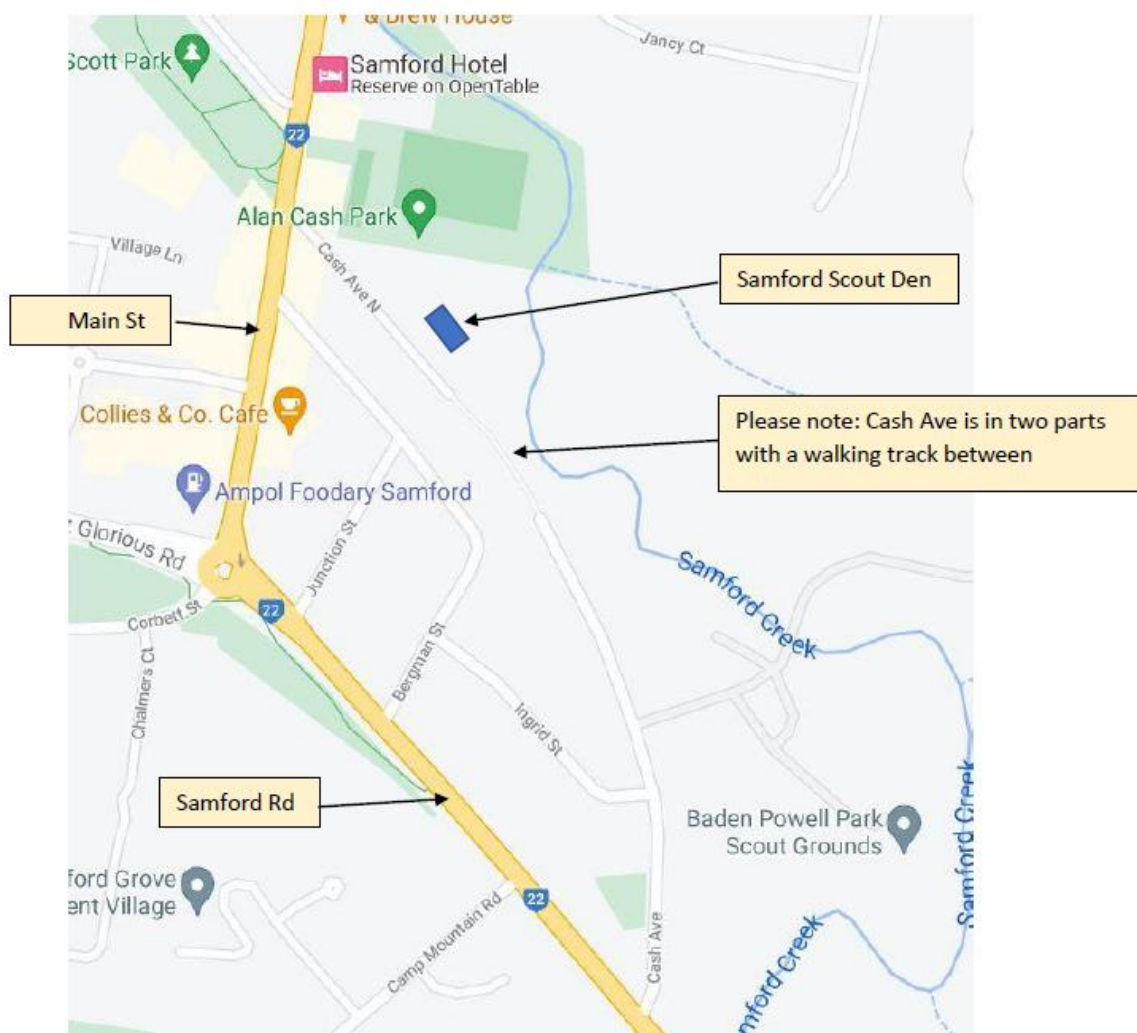 & Brew House
Jancy Ct
Scott Park
Samford Hotel
Reserve on OpenTable
22
Alan Cash Park
Village Ln
Cash Ave N
Samford Scout Den
Main St
Collies & Co. Cafe
Please note: Cash Ave is in two parts
with a walking track between
Ampol Foodary Samford
t Glorious Rd
Junction St
Samford Creek
Corbett St
22
Chalmers Ct
Bergman St
Ingrid St
Samford Rd
Baden Powell Park
Scout Grounds
Samford Creek
ford Grove
ent Village
22
Camp Mountain Rd
Cash Ave
mford Creek